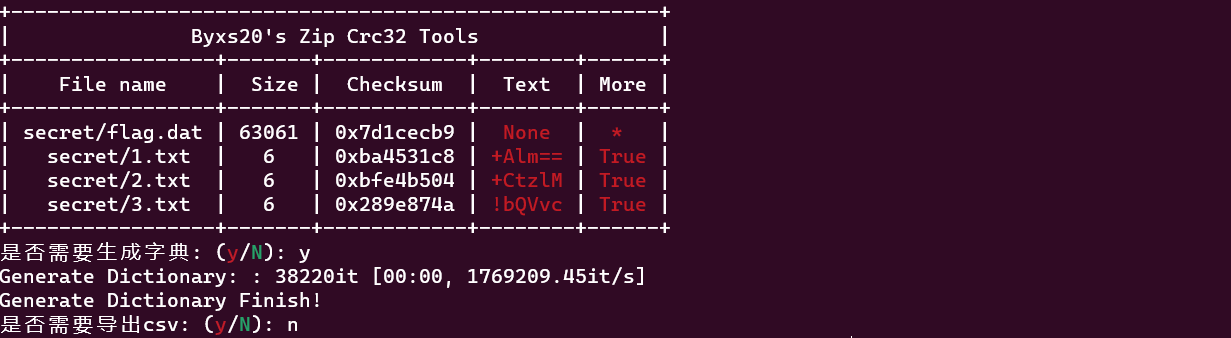 +-----------------------------------------------------+
|               Byxs20's Zip Crc32 Tools               |
+-----------------+-------+------------+--------+------+
|    File name    |  Size |  Checksum  |  Text  | More |
+-----------------+-------+------------+--------+------+
| secret/flag.dat | 63061 | 0x7d1cecb9 |  None  |  *   |
|   secret/1.txt  |   6   | 0xba4531c8 | +Alm== | True |
|   secret/2.txt  |   6   | 0xbfe4b504 | +CtzlM | True |
|   secret/3.txt  |   6   | 0x289e874a | !bQVvc | True |
+-----------------+-------+------------+--------+------+
是否需要生成字典: (y/N): y
Generate Dictionary: : 38220it [00:00, 1769209.45it/s]
Generate Dictionary Finish!
是否需要导出csv: (y/N): n